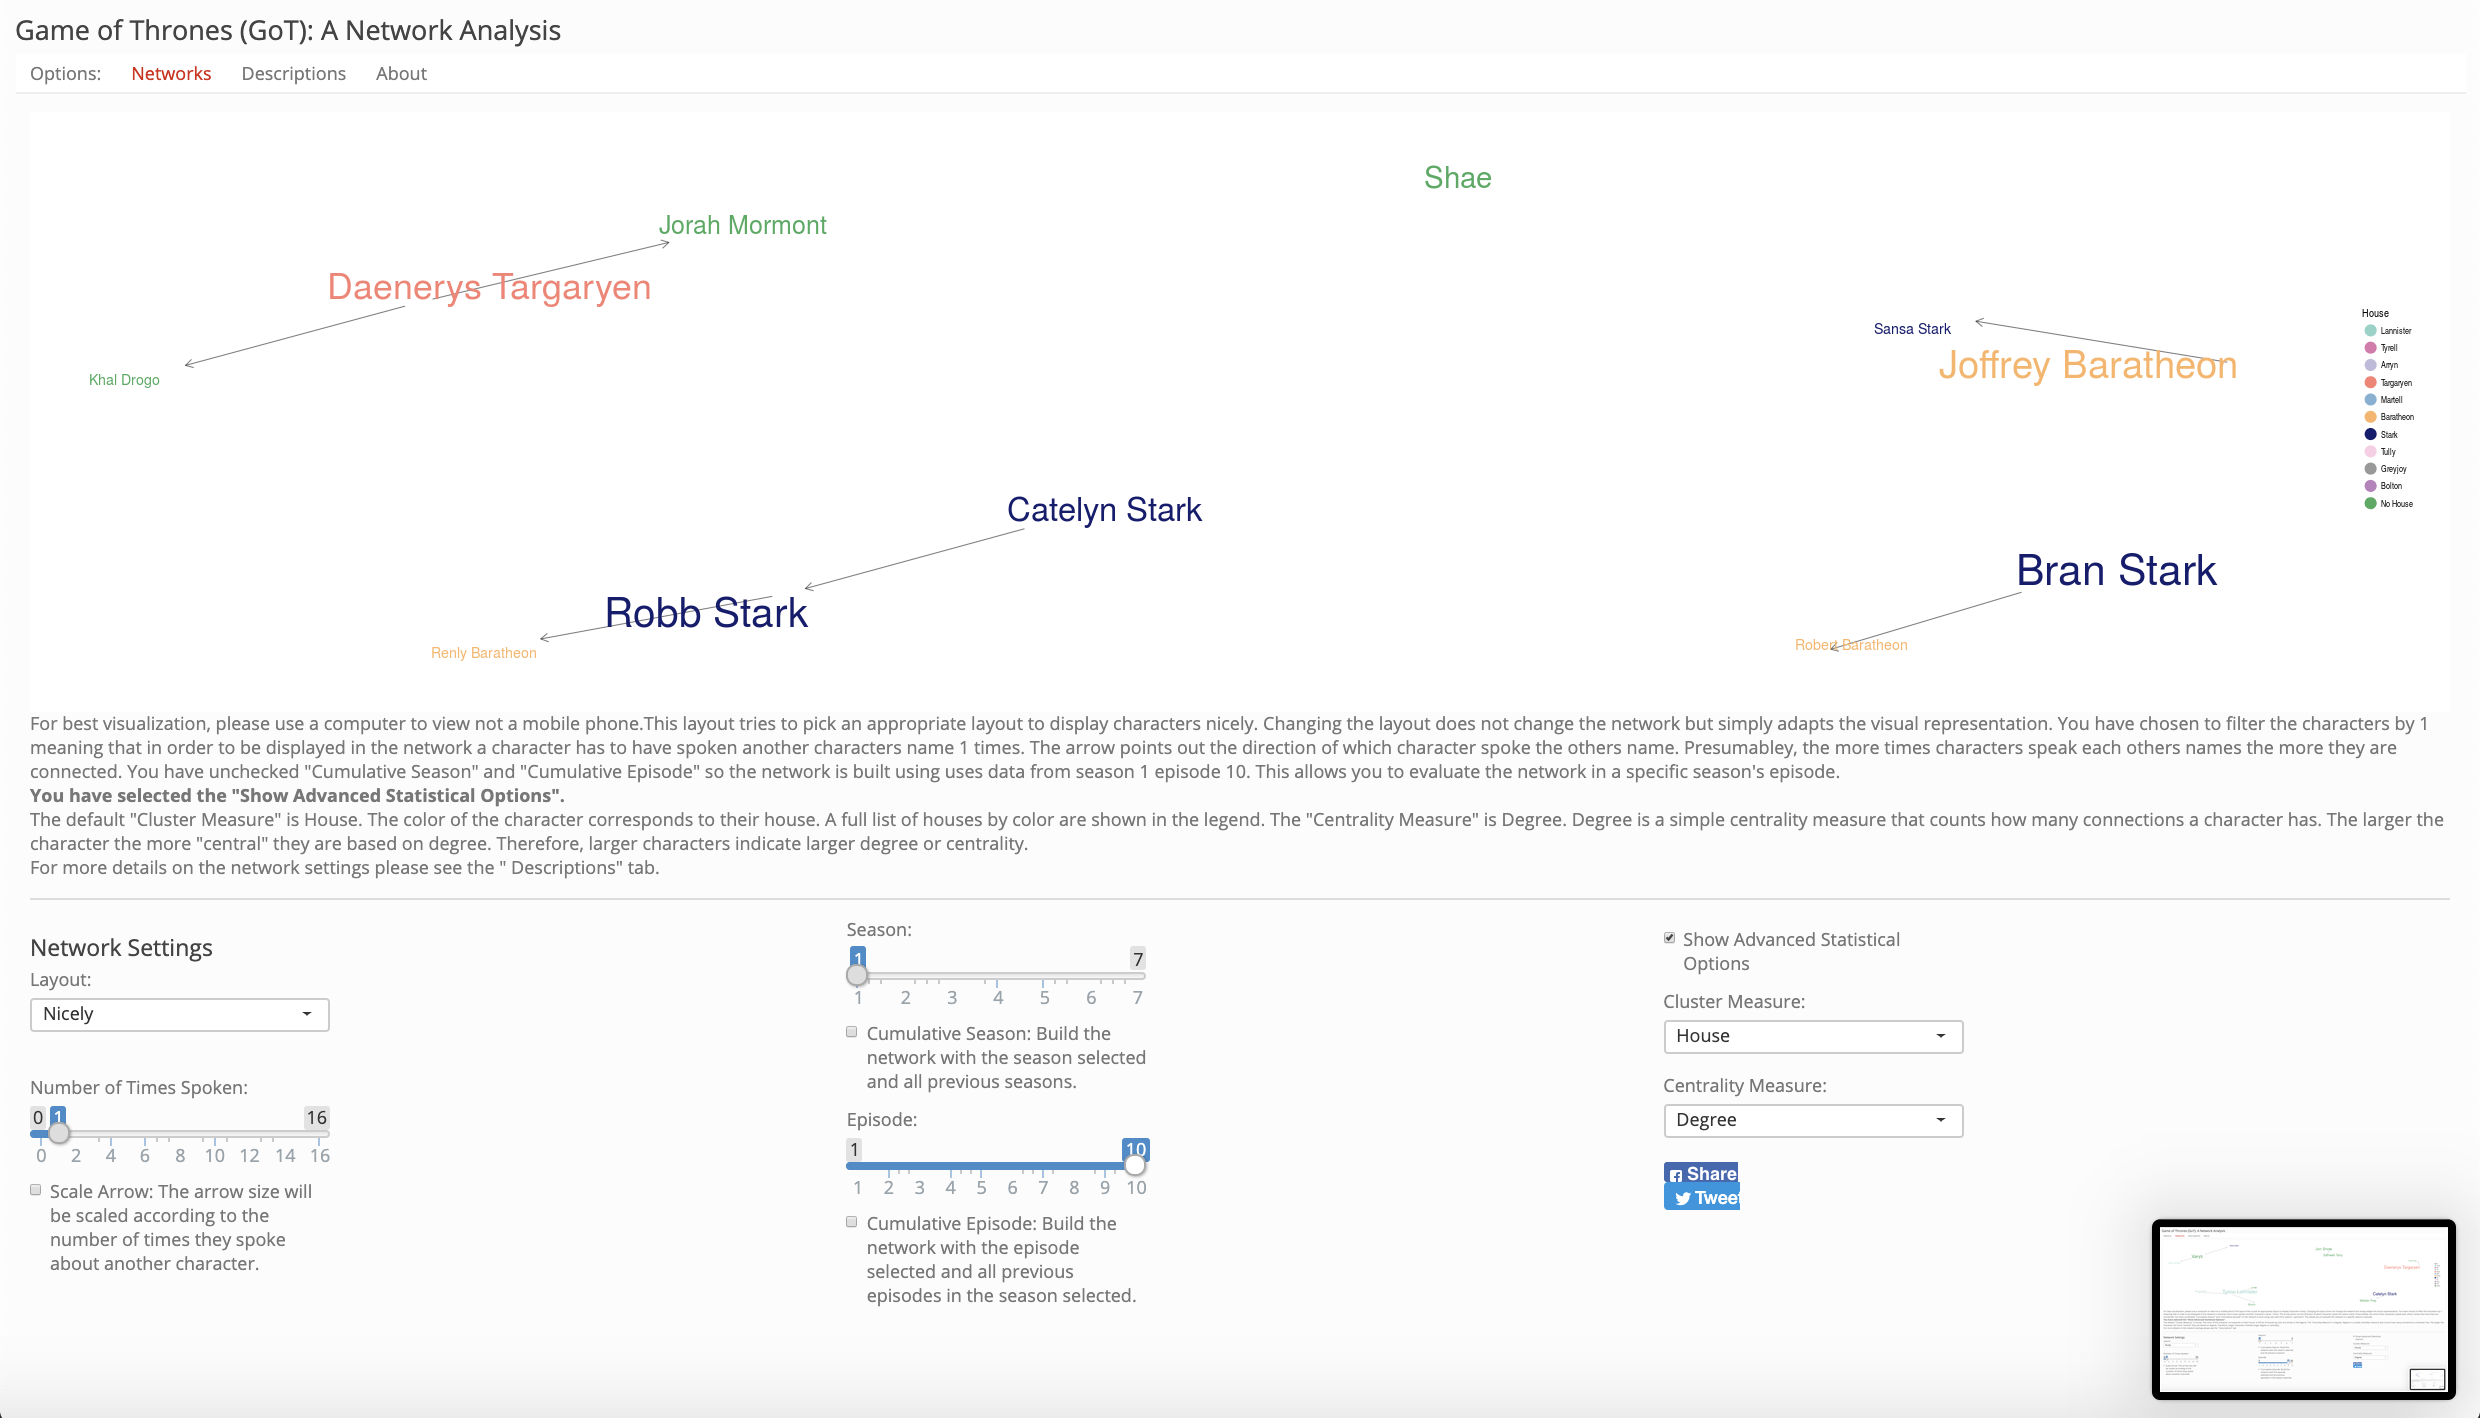 Game of Thrones (GoT): A Network Analysis
Options: Networks Descriptions About
Shae
Jorah Mormont
Daenerys Targaryen
Khal Drogo
Sansa Stark
Joffrey Baratheon
House
Lannister
Tyrell
Arryn
Targaryen
Martell
Baratheon
Stark
Tully
Greyjoy
Bolton
No House
Catelyn Stark
Bran Stark
Robb Stark
Renly Baratheon
Robert Baratheon
For best visualization, please use a computer to view not a mobile phone.This layout tries to pick an appropriate layout to display characters nicely. Changing the layout does not change the network but simply adapts the visual representation. You have chosen to filter the characters by 1
meaning that in order to be displayed in the network a character has to have spoken another characters name 1 times. The arrow points out the direction of which character spoke the others name. Presumabley, the more times characters speak each others names the more they are
connected. You have unchecked "Cumulative Season" and "Cumulative Episode" so the network is built using uses data from season 1 episode 10. This allows you to evaluate the network in a specific season's episode.
You have selected the "Show Advanced Statistical Options".
The default "Cluster Measure" is House. The color of the character corresponds to their house. A full list of houses by color are shown in the legend. The "Centrality Measure" is Degree. Degree is a simple centrality measure that counts how many connections a character has. The larger the
character the more "central" they are based on degree. Therefore, larger characters indicate larger degree or centrality.
For more details on the network settings please see the " Descriptions" tab.
Network Settings
Layout:
Nicely
Number of Times Spoken:
0 1 16
0 2 4 6 8 10 12 14 16
Scale Arrow: The arrow size will
be scaled according to the
number of times they spoke
about another character.
Season:
1 7
1 2 3 4 5 6 7
Cumulative Season: Build the
network with the season selected
and all previous seasons.
Episode:
1 10
1 2 3 4 5 6 7 8 9 10
Cumulative Episode: Build the
network with the episode
selected and all previous
episodes in the season selected.
Show Advanced Statistical
Options
Cluster Measure:
House
Centrality Measure:
Degree
Share
Tweet